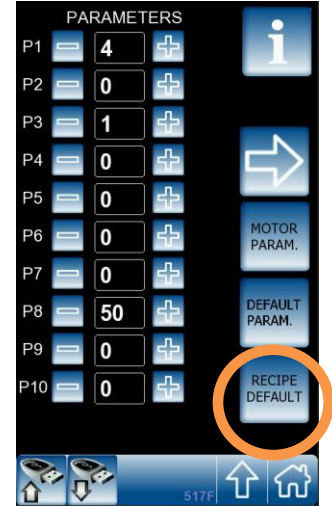 PARAMETERS
P1 4
P2 0
P3 1
P4 0
P5 0
P6 0
P7 0
P8 50
P9 0
P10 0
i
MOTOR
PARAM.
DEFAULT
PARAM.
RECIPE
DEFAULT
517F